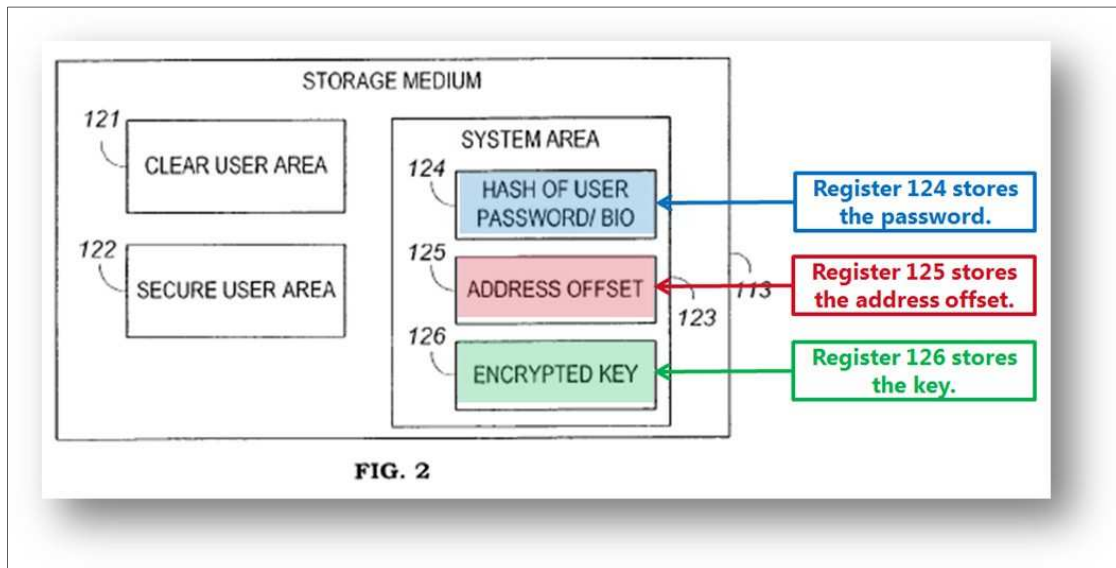 STORAGE MEDIUM
121
CLEAR USER AREA
122
SECURE USER AREA
SYSTEM AREA
124
HASH OF USER
PASSWORD/ BIO
125
ADDRESS OFFSET
126
ENCRYPTED KEY
123
113
Register 124 stores
the password.
Register 125 stores
the address offset.
Register 126 stores
the key.
FIG. 2